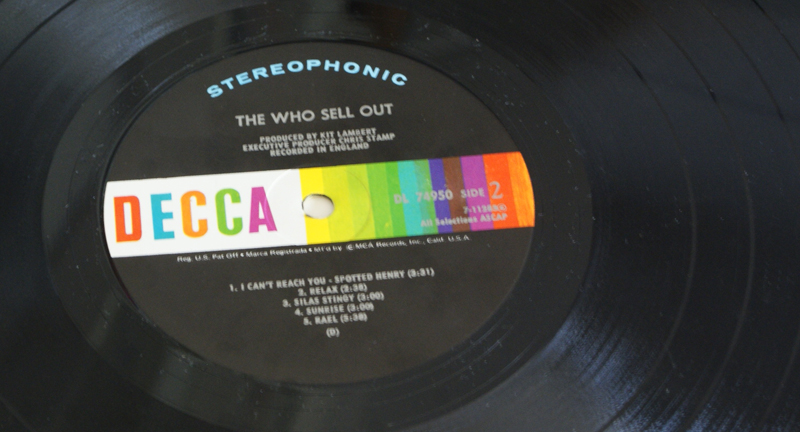 STEREOPHONIC
THE WHO SELL OUT
PRODUCED BY KIT LAMBERT
EXECUTIVE PRODUCER CHRIS STAMP
RECORDED IN ENGLAND
DECCA
DL 74950 SIDE 2
All Selections ASCAP
Reg. U.S. Pat Off • Marca Registrada • Mf'd by MCA Records, Inc., Calif. U.S.A.
1. I CAN'T REACH YOU - SPOTTED HENRY (3:31)
2. RELAX (2:38)
3. SILAS STINGY (3:00)
4. SUNRISE (3:00)
5. RAEL (5:38)
(D)